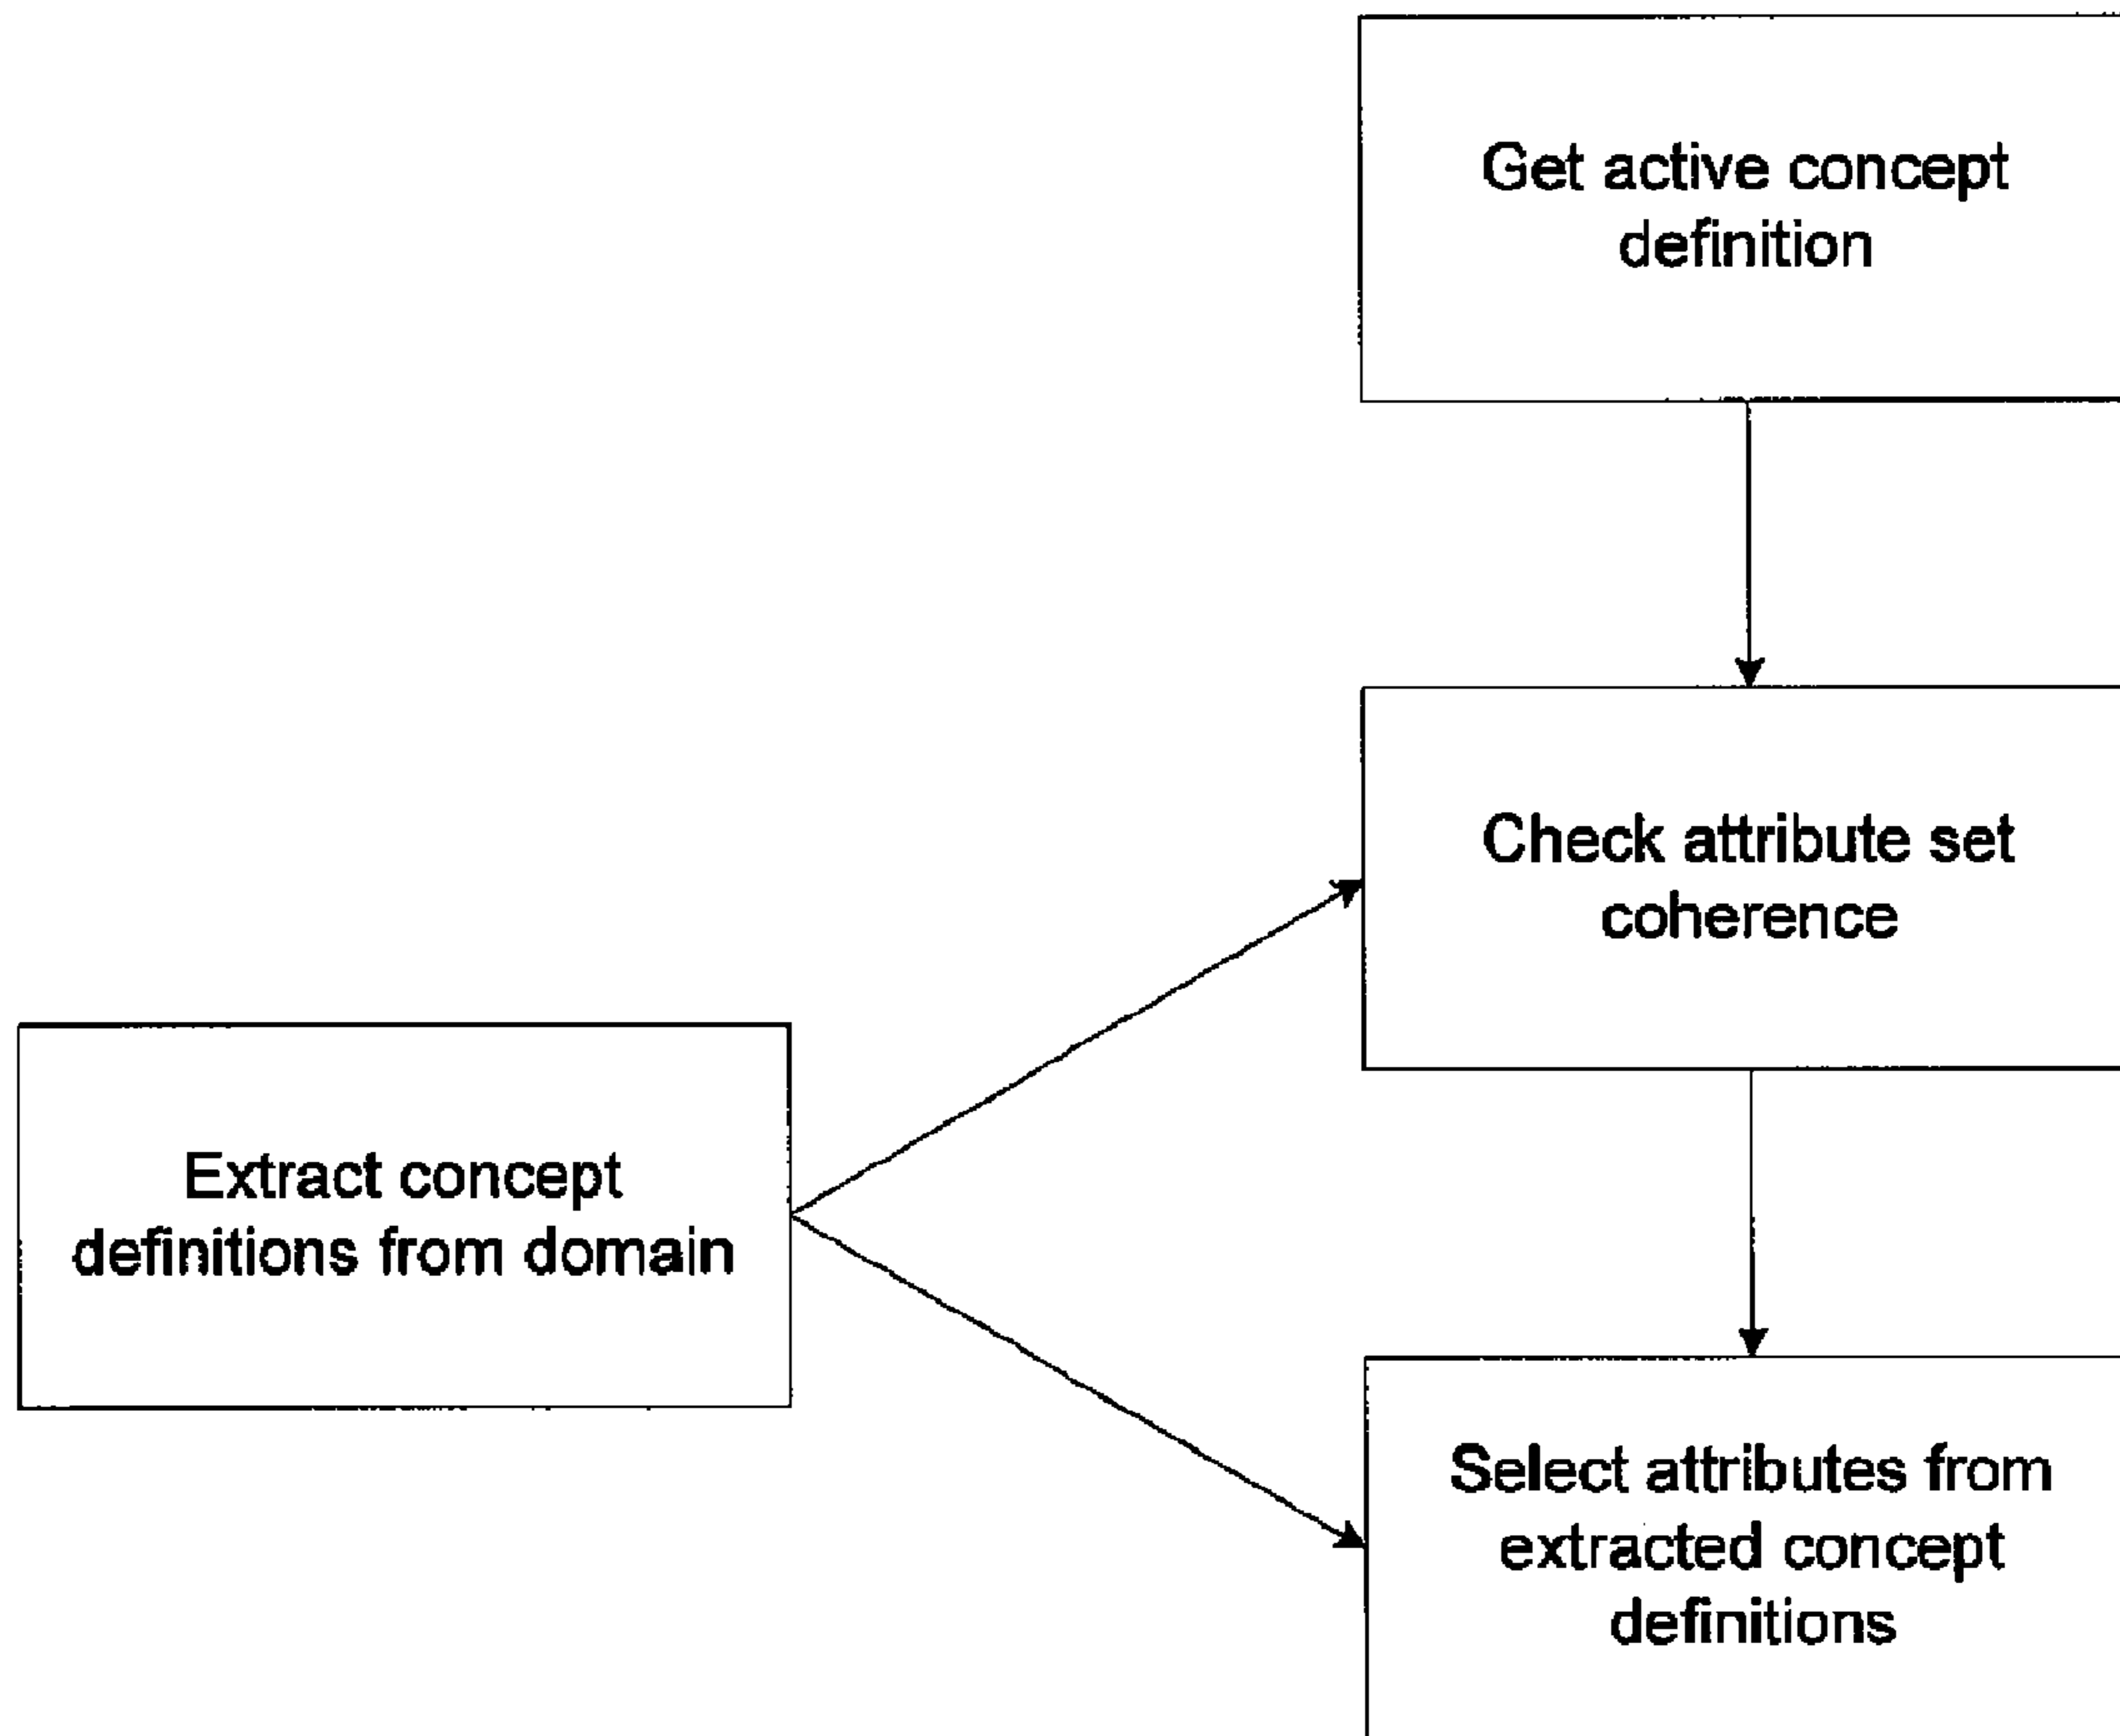 Get active concept
definition
Check attribute set
coherence
Extract concept
definitions from domain
Select attributes from
extracted concept
definitions